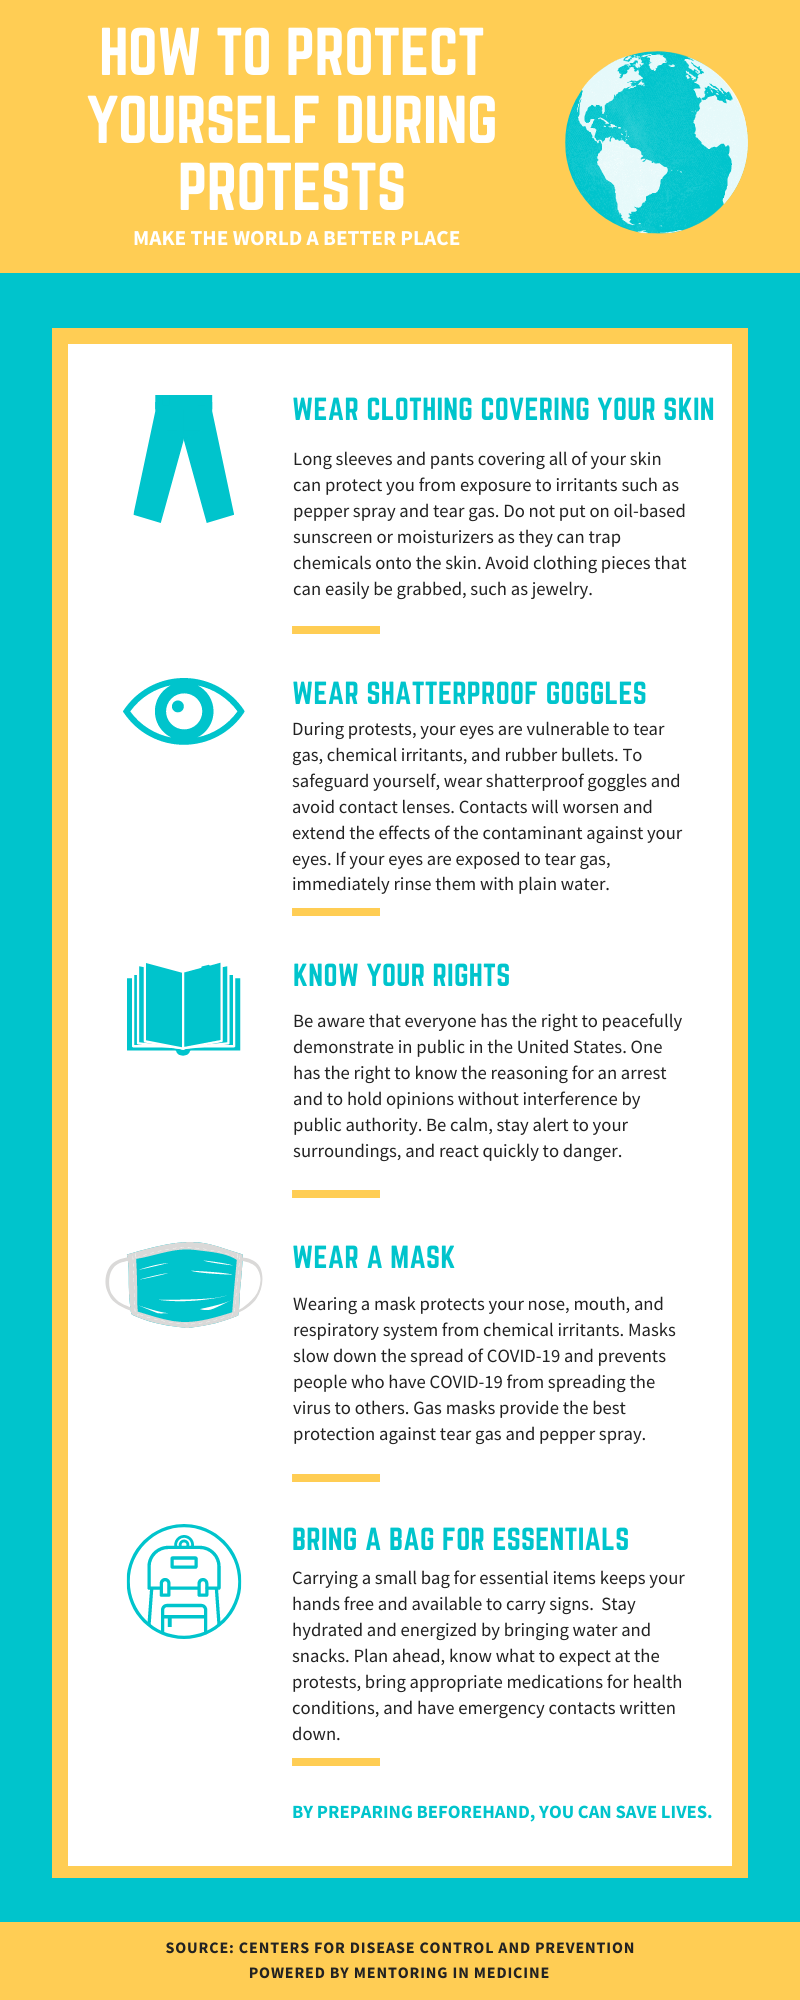 HOW TO PROTECT
YOURSELF DURING
PROTESTS
MAKE THE WORLD A BETTER PLACE
WEAR CLOTHING COVERING YOUR SKIN
Long sleeves and pants covering all of your skin
can protect you from exposure to irritants such as
pepper spray and tear gas. Do not put on oil-based
sunscreen or moisturizers as they can trap
chemicals onto the skin. Avoid clothing pieces that
can easily be grabbed, such as jewelry.
WEAR SHATTERPROOF GOGGLES
During protests, your eyes are vulnerable to tear
gas, chemical irritants, and rubber bullets. To
safeguard yourself, wear shatterproof goggles and
avoid contact lenses. Contacts will worsen and
extend the effects of the contaminant against your
eyes. If your eyes are exposed to tear gas,
immediately rinse them with plain water.
KNOW YOUR RIGHTS
Be aware that everyone has the right to peacefully
demonstrate in public in the United States. One
has the right to know the reasoning for an arrest
and to hold opinions without interference by
public authority. Be calm, stay alert to your
surroundings, and react quickly to danger.
WEAR A MASK
Wearing a mask protects your nose, mouth, and
respiratory system from chemical irritants. Masks
slow down the spread of COVID-19 and prevents
people who have COVID-19 from spreading the
virus to others. Gas masks provide the best
protection against tear gas and pepper spray.
BRING A BAG FOR ESSENTIALS
Carrying a small bag for essential items keeps your
hands free and available to carry signs. Stay
hydrated and energized by bringing water and
snacks. Plan ahead, know what to expect at the
protests, bring appropriate medications for health
conditions, and have emergency contacts written
down.
BY PREPARING BEFOREHAND, YOU CAN SAVE LIVES.
SOURCE: CENTERS FOR DISEASE CONTROL AND PREVENTION
POWERED BY MENTORING IN MEDICINE